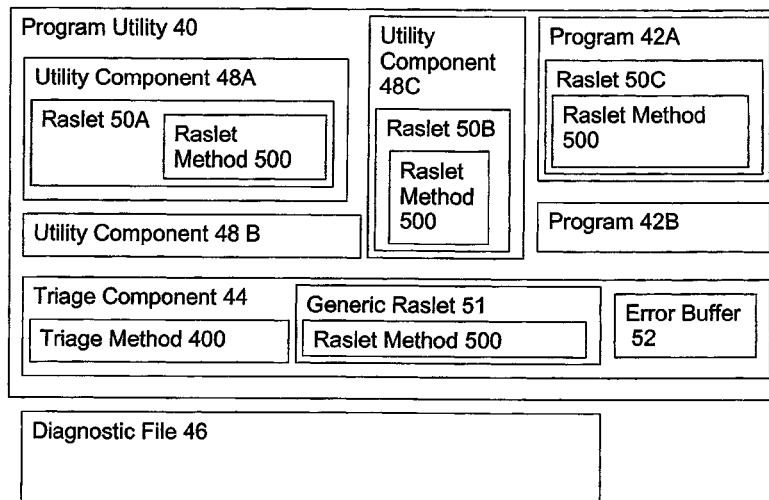 Program Utility 40
Utility Component 48A
Raslet 50A
Raslet
Method 500
Utility Component 48 B
Utility
Component
48C
Raslet 50B
Raslet
Method
500
Program 42A
Raslet 50C
Raslet Method
500
Program 42B
Triage Component 44
Triage Method 400
Generic Raslet 51
Raslet Method 500
Error Buffer
52
Diagnostic File 46